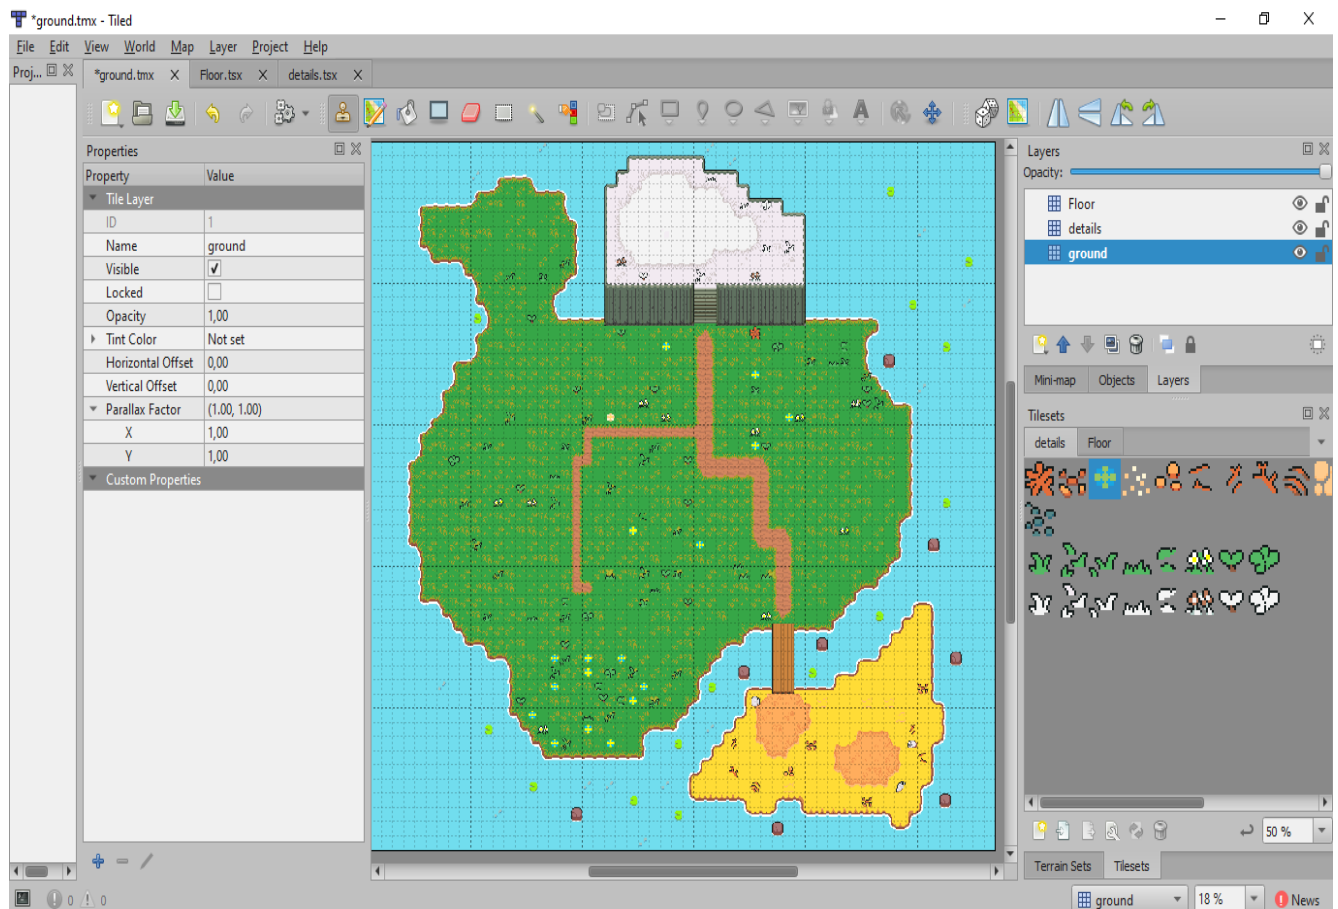 *ground.tmx - Tiled
File Edit View World Map Layer Project Help
Proj... *ground.tmx X Floor.tsx X details.tsx X
Properties
Property Value
Tile Layer
ID 1
Name ground
Visible
Locked
Opacity 1,00
Tint Color Not set
Horizontal Offset 0,00
Vertical Offset 0,00
Parallax Factor (1.00, 1.00)
X 1,00
Y 1,00
Custom Properties
Layers
Opacity:
Floor
details
ground
Mini-map Objects Layers
Tilesets
details Floor
50 %
Terrain Sets Tilesets
0 0 ground 18 % News